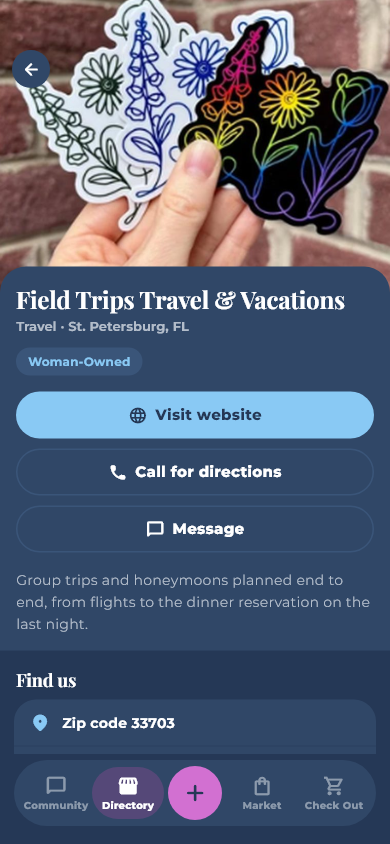 Field Trips Travel & Vacations
Travel · St. Petersburg, FL
Woman-Owned
Visit website
Call for directions
Message
Group trips and honeymoons planned end to
end, from flights to the dinner reservation on the
last night.
Find us
Zip code 33703
Community
Directory
Market
Check Out